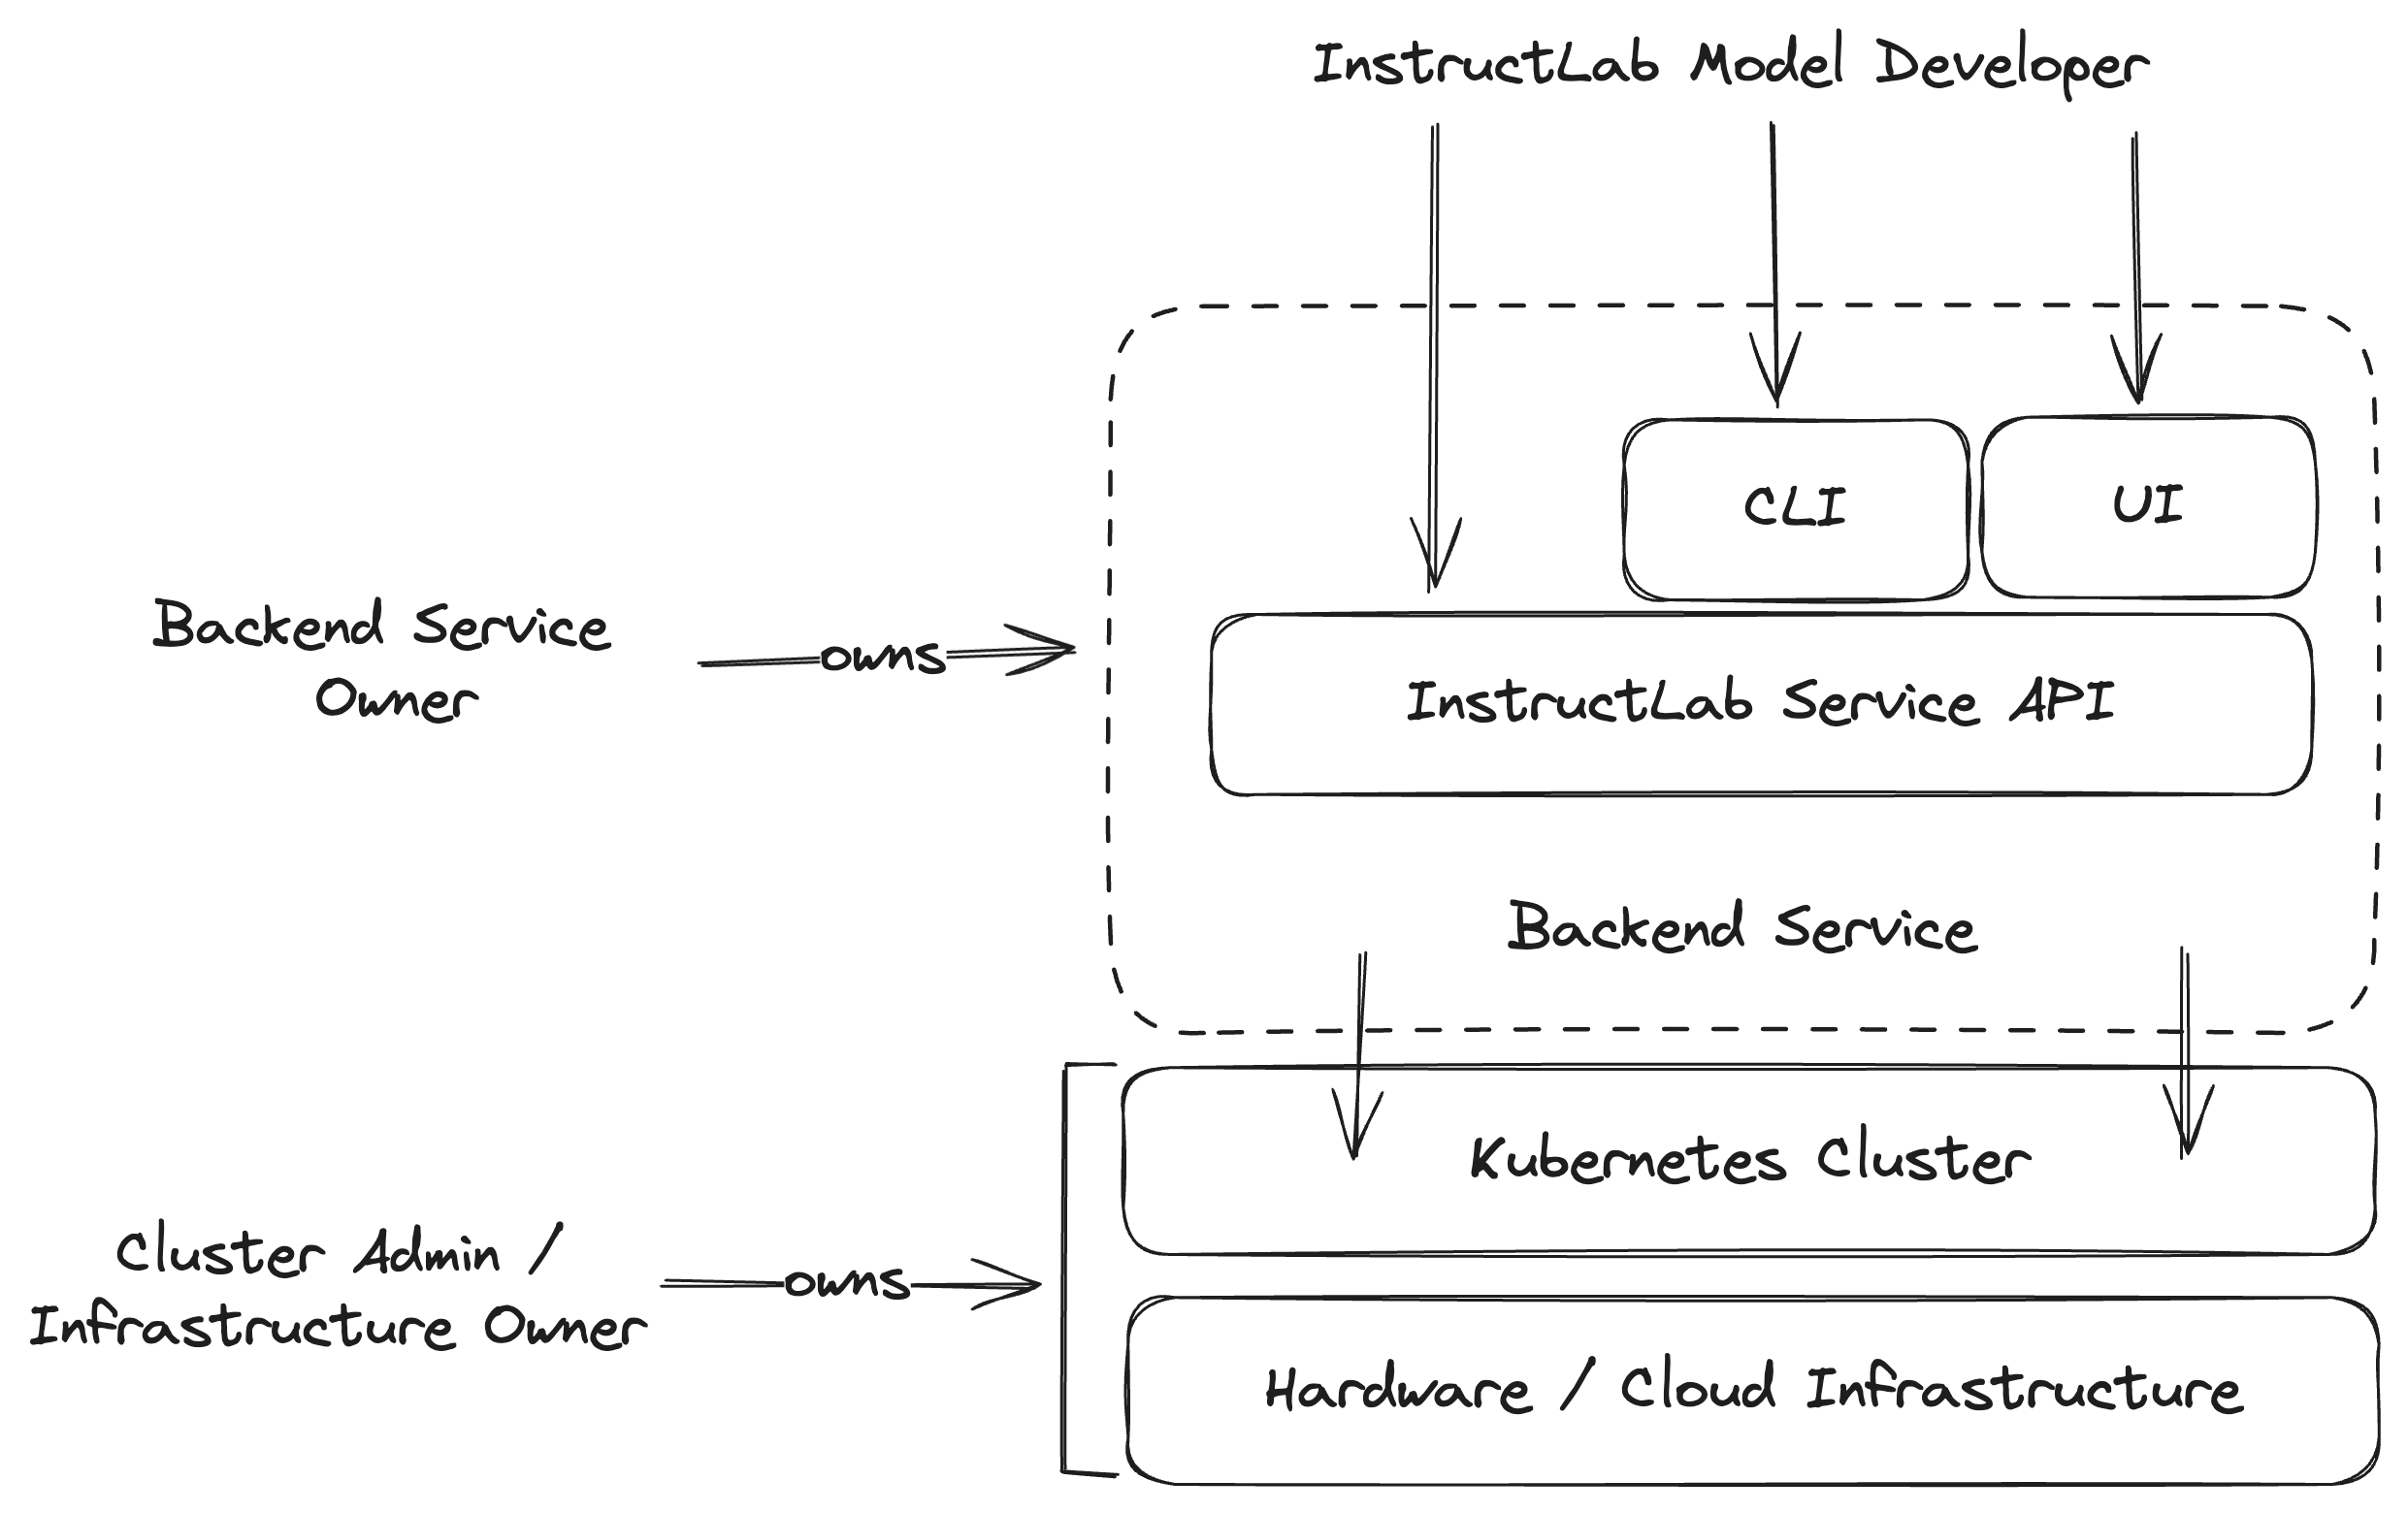 InstructLab Model Developer
CLI
UI
Backend Service
Owner
owns
InstructLab Service API
Backend Service
Kubernetes Cluster
Cluster Admin /
Infrastructure Owner
owns
Hardware / Cloud Infrastructure